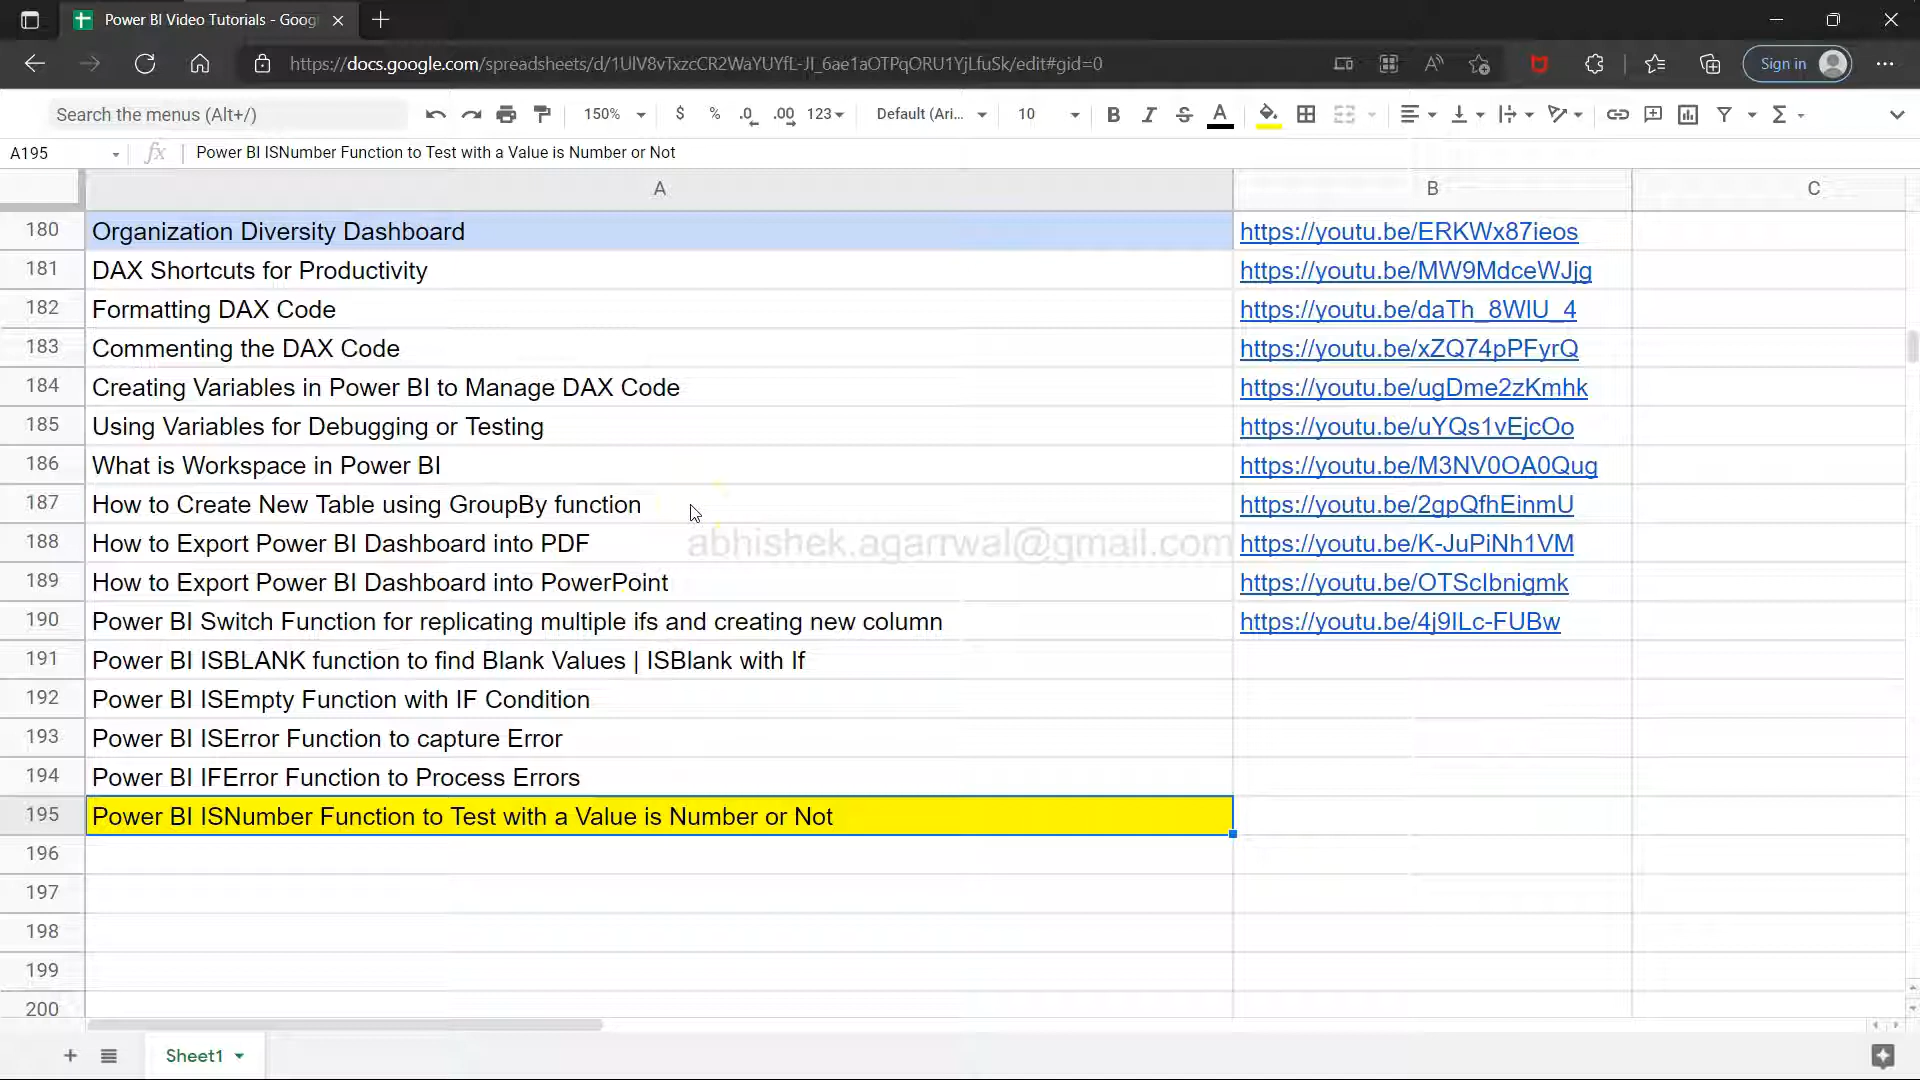 Power BI Video Tutorials - Goog
https://docs.google.com/spreadsheets/d/1UlV8vTxzcCR2WaYUYfL-JI_6ae1aOTPqORU1YjLfuSk/edit#gid=0
Sign in
Search the menus (Alt+/)
150%
$
%
.0
.00
123
Default (Ari...
10
B
I
S
A
A195
fx
Power BI ISNumber Function to Test with a Value is Number or Not
A B C
180 Organization Diversity Dashboard https://youtu.be/ERKWx87ieos
181 DAX Shortcuts for Productivity https://youtu.be/MW9MdceWJjg
182 Formatting DAX Code https://youtu.be/daTh_8WIU_4
183 Commenting the DAX Code https://youtu.be/xZQ74pPFyrQ
184 Creating Variables in Power BI to Manage DAX Code https://youtu.be/ugDme2zKmhk
185 Using Variables for Debugging or Testing https://youtu.be/uYQs1vEjcOo
186 What is Workspace in Power BI https://youtu.be/M3NV0OA0Qug
187 How to Create New Table using GroupBy function https://youtu.be/2gpQfhEinmU
abhishek.agarrwal@gmail.com
188 How to Export Power BI Dashboard into PDF https://youtu.be/K-JuPiNh1VM
189 How to Export Power BI Dashboard into PowerPoint https://youtu.be/OTScIbnigmk
190 Power BI Switch Function for replicating multiple ifs and creating new column https://youtu.be/4j9ILc-FUBw
191 Power BI ISBLANK function to find Blank Values | ISBlank with If
192 Power BI ISEmpty Function with IF Condition
193 Power BI ISError Function to capture Error
194 Power BI IFError Function to Process Errors
195 Power BI ISNumber Function to Test with a Value is Number or Not
196
197
198
199
200
Sheet1